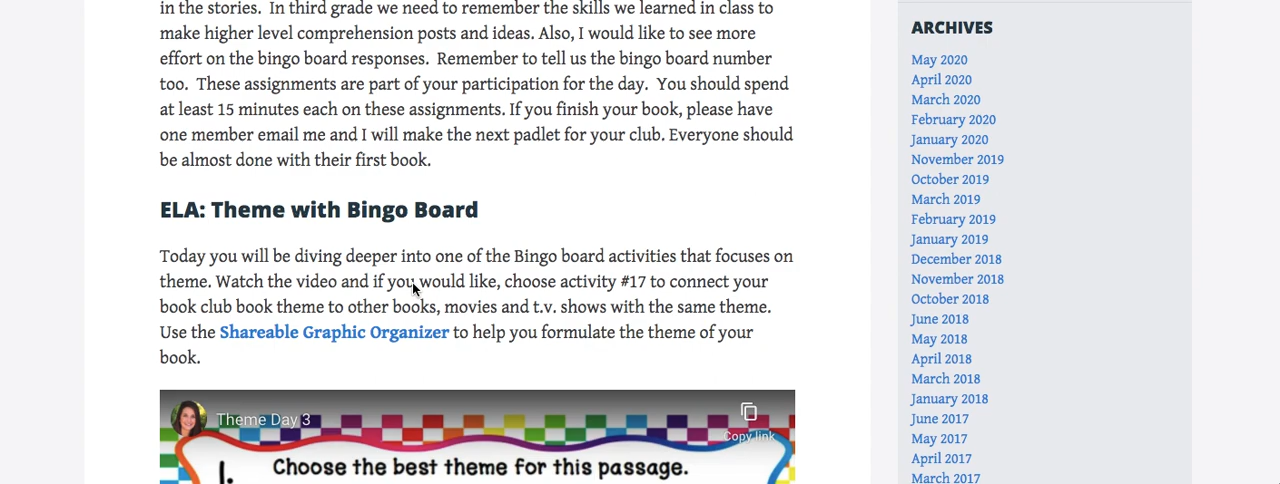 in the stories.  In third grade we need to remember the skills we learned in class to
make higher level comprehension posts and ideas. Also, I would like to see more
effort on the bingo board responses.  Remember to tell us the bingo board number
too.  These assignments are part of your participation for the day.  You should spend
at least 15 minutes each on these assignments. If you finish your book, please have
one member email me and I will make the next padlet for your club. Everyone should
be almost done with their first book.
ELA: Theme with Bingo Board
Today you will be diving deeper into one of the Bingo board activities that focuses on
theme. Watch the video and if you would like, choose activity #17 to connect your
book club book theme to other books, movies and t.v. shows with the same theme.
Use the Shareable Graphic Organizer to help you formulate the theme of your
book.
Theme Day 3
Copy link
1. Choose the best theme for this passage.
ARCHIVES
May 2020
April 2020
March 2020
February 2020
January 2020
November 2019
October 2019
March 2019
February 2019
January 2019
December 2018
November 2018
October 2018
June 2018
May 2018
April 2018
March 2018
January 2018
June 2017
May 2017
April 2017
March 2017